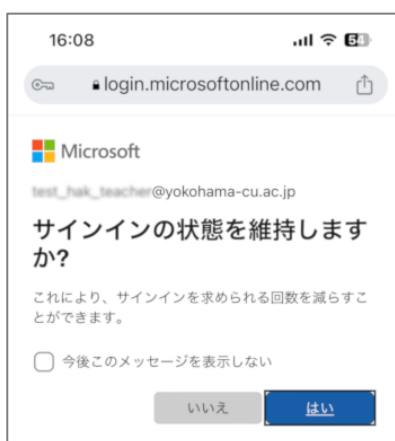 16:08
54
login.microsoftonline.com
Microsoft
@yokohama-cu.ac.jp
サインインの状態を維持します
か?
これにより、サインインを求められる回数を減らすこ
とができます。
今後このメッセージを表示しない
いいえ はい